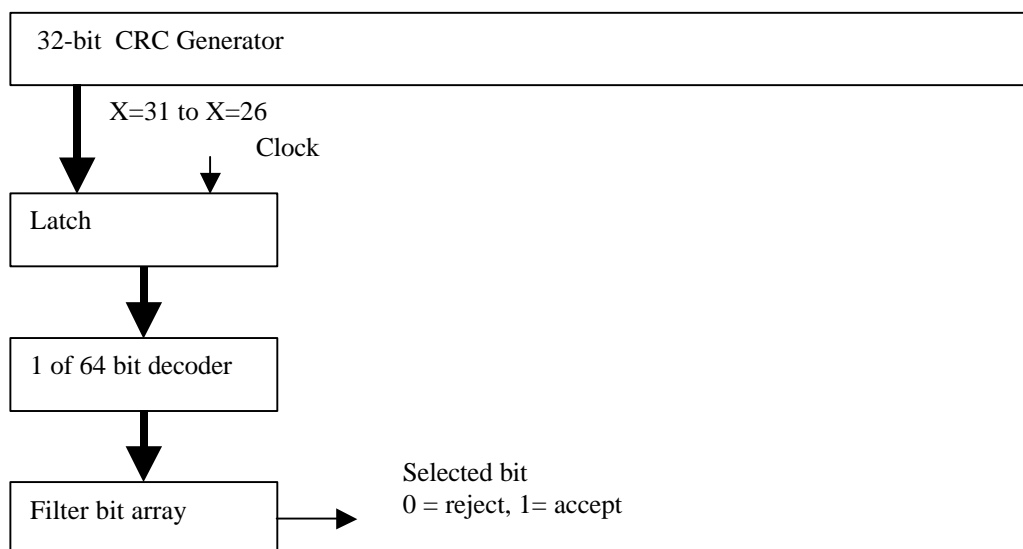 32-bit CRC Generator
X=31 to X=26
Clock
Latch
1 of 64 bit decoder
Selected bit
0 = reject, 1= accept
Filter bit array